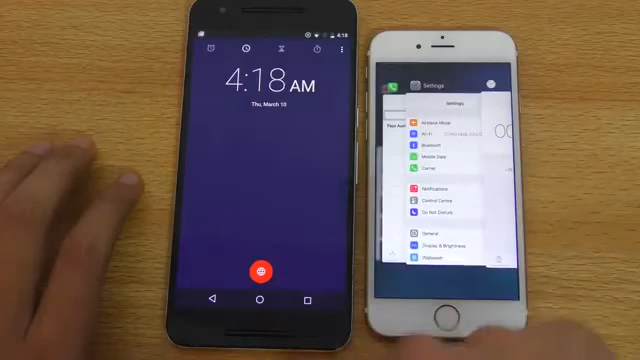 4:18
4:18 AM
Thu, March 10
Settings
Settings
Airplane Mode
Wi-Fi
Bluetooth
Mobile Data
Carrier
Notifications
Control Centre
Do Not Disturb
General
Display & Brightness
Wallpaper